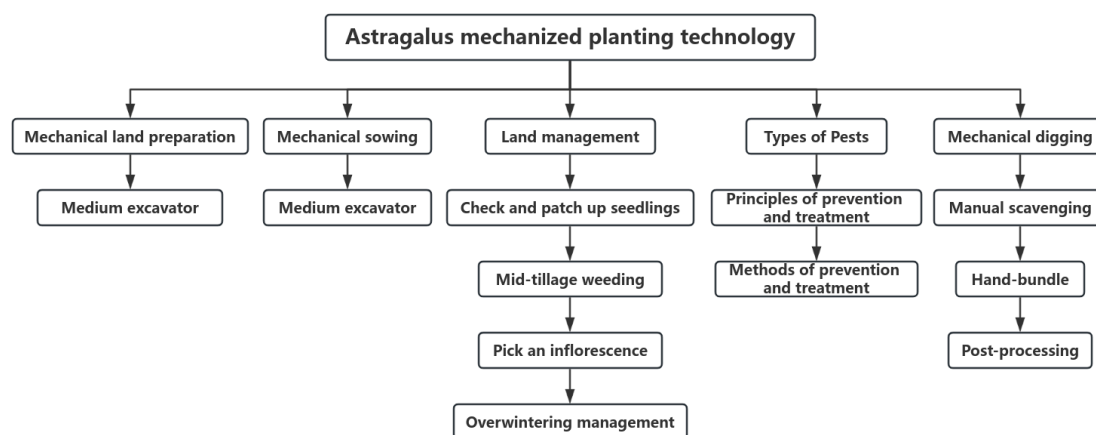 Astragalus mechanized planting technology
Mechanical land preparation
Mechanical sowing
Land management
Types of Pests
Mechanical digging
Medium excavator
Medium excavator
Check and patch up seedlings
Principles of prevention
and treatment
Manual scavenging
Mid-tillage weeding
Methods of prevention
and treatment
Hand-bundle
Pick an inflorescence
Post-processing
Overwintering management